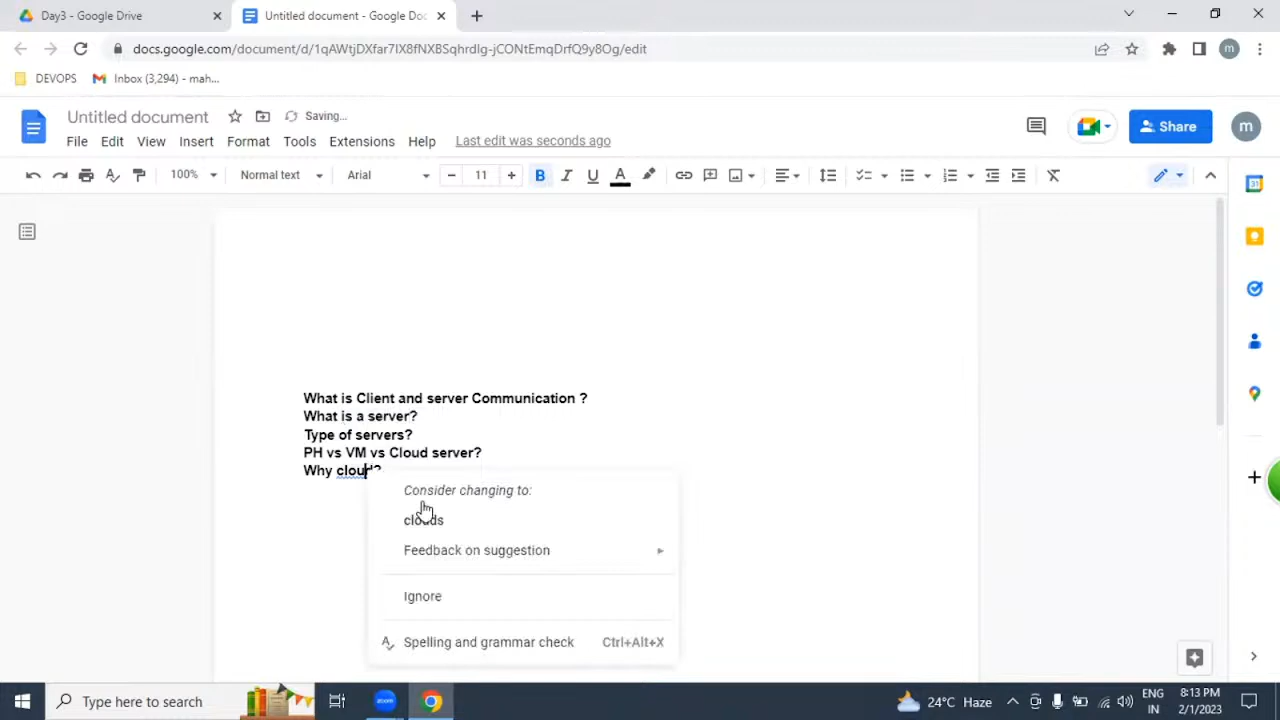 Day3 - Google Drive
Untitled document - Google Doc
docs.google.com/document/d/1qAWtjDXfar7IX8fNXBSqhrdIg-jCONtEmqDrfQ9y8Og/edit
m
DEVOPS
Inbox (3,294) - mah...
Untitled document
Saving...
File Edit View Insert Format Tools Extensions Help Last edit was seconds ago
Share
m
100% Normal text Arial 11 B I U A
What is Client and server Communication ?
What is a server?
Type of servers?
PH vs VM vs Cloud server?
Why cloud?
Consider changing to:
clouds
Feedback on suggestion
Ignore
Spelling and grammar check Ctrl+Alt+X
31
Type here to search
zoom
24°C Haze
ENG
IN
8:13 PM
2/1/2023